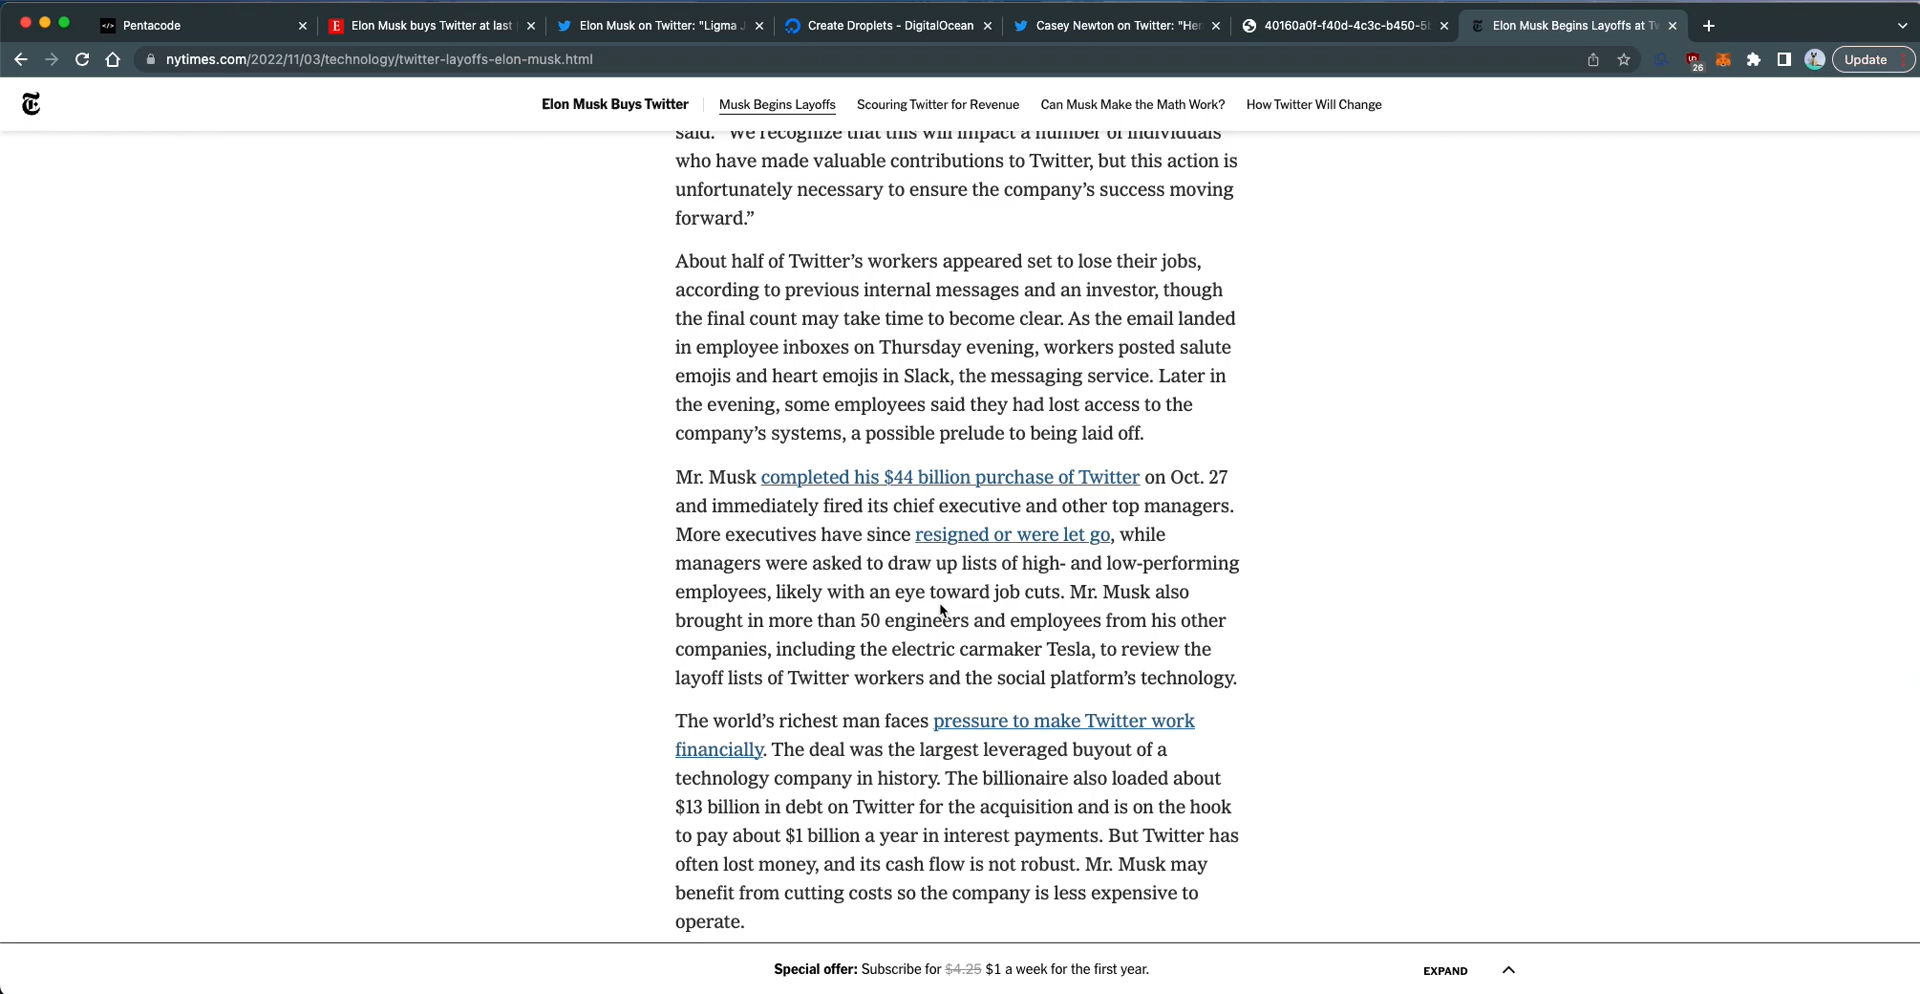 Pentacode
Elon Musk buys Twitter at last
Elon Musk on Twitter: "Ligma J
Create Droplets - DigitalOcean
Casey Newton on Twitter: "Her
40160a0f-f40d-4c3c-b450-5
Elon Musk Begins Layoffs at Tw
nytimes.com/2022/11/03/technology/twitter-layoffs-elon-musk.html
26
Update
Elon Musk Buys Twitter
Musk Begins Layoffs
Scouring Twitter for Revenue
Can Musk Make the Math Work?
How Twitter Will Change
said. “We recognize that this will impact a number of individuals
who have made valuable contributions to Twitter, but this action is
unfortunately necessary to ensure the company’s success moving
forward.”
About half of Twitter’s workers appeared set to lose their jobs,
according to previous internal messages and an investor, though
the final count may take time to become clear. As the email landed
in employee inboxes on Thursday evening, workers posted salute
emojis and heart emojis in Slack, the messaging service. Later in
the evening, some employees said they had lost access to the
company’s systems, a possible prelude to being laid off.
Mr. Musk completed his $44 billion purchase of Twitter on Oct. 27
and immediately fired its chief executive and other top managers.
More executives have since resigned or were let go, while
managers were asked to draw up lists of high- and low-performing
employees, likely with an eye toward job cuts. Mr. Musk also
brought in more than 50 engineers and employees from his other
companies, including the electric carmaker Tesla, to review the
layoff lists of Twitter workers and the social platform’s technology.
The world’s richest man faces pressure to make Twitter work
financially. The deal was the largest leveraged buyout of a
technology company in history. The billionaire also loaded about
$13 billion in debt on Twitter for the acquisition and is on the hook
to pay about $1 billion a year in interest payments. But Twitter has
often lost money, and its cash flow is not robust. Mr. Musk may
benefit from cutting costs so the company is less expensive to
operate.
Special offer: Subscribe for $4.25 $1 a week for the first year.
EXPAND